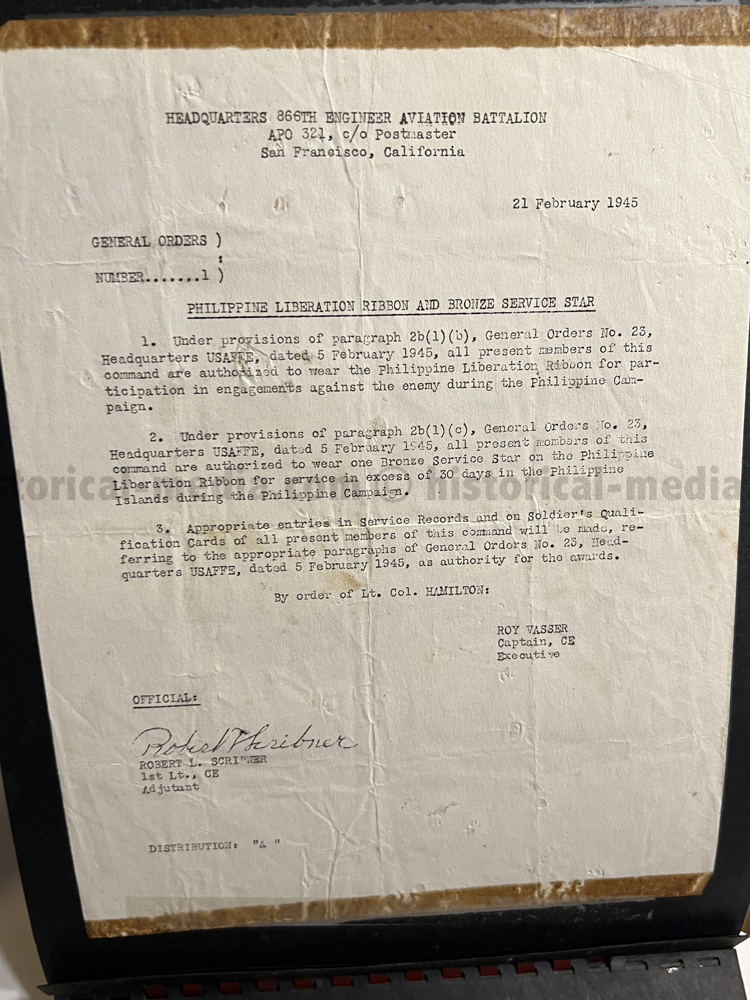 HEADQUARTERS 866TH ENGINEER AVIATION BATTALION
APO 321, c/o Postmaster
San Francisco, California
21 February 1945
GENERAL ORDERS )
:
NUMBER.......1 )
PHILIPPINE LIBERATION RIBBON AND BRONZE SERVICE STAR
1. Under provisions of paragraph 2b(1)(b), General Orders No. 23,
Headquarters USAFFE, dated 5 February 1945, all present members of this
command are authorized to wear the Philippine Liberation Ribbon for par-
ticipation in engagements against the enemy during the Philippine Cam-
paign.
2. Under provisions of paragraph 2b(1)(c), General Orders No. 23,
Headquarters USAFFE, dated 5 February 1945, all present members of this
command are authorized to wear one Bronze Service Star on the Philippine
Liberation Ribbon for service in excess of 30 days in the Philippine
Islands during the Philippine Campaign.
3. Appropriate entries in Service Records and on Soldier's Quali-
fication Cards of all present members of this command will be made, re-
ferring to the appropriate paragraphs of General Orders No. 23, Head-
quarters USAFFE, dated 5 February 1945, as authority for the awards.
By order of Lt. Col. HAMILTON:
ROY VASSER
Captain, CE
Executive
OFFICIAL:
Robert L Scribner
ROBERT L. SCRIBNER
1st Lt., CE
Adjutant
DISTRIBUTION: "A "
historical-media